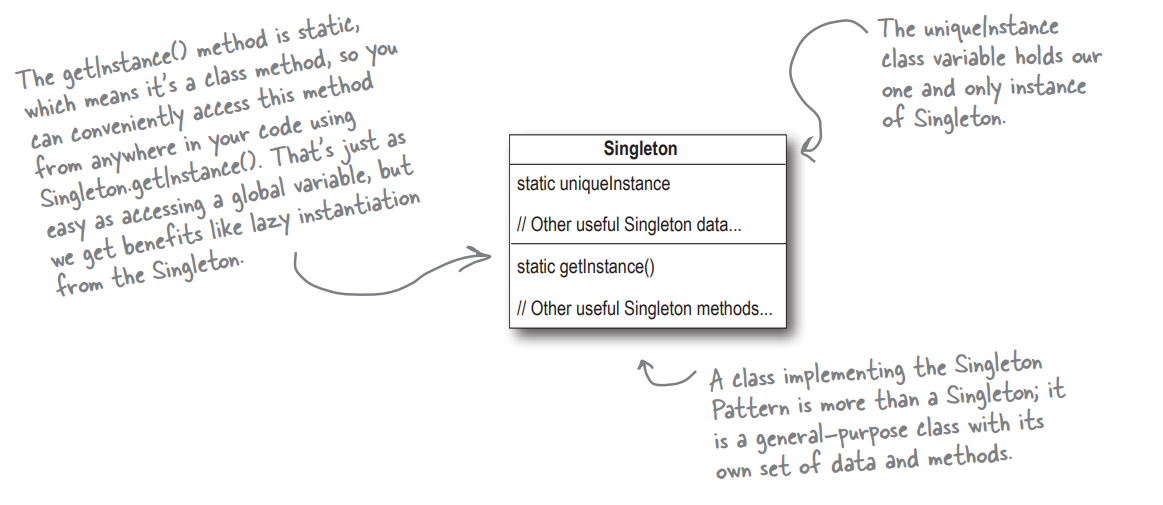 The getInstance() method is static,
which means it's a class method, so you
can conveniently access this method
from anywhere in your code using
Singleton.getInstance(). That's just as
easy as accessing a global variable, but
we get benefits like lazy instantiation
from the Singleton.
The uniqueInstance
class variable holds our
one and only instance
of Singleton.
Singleton
static uniqueInstance
// Other useful Singleton data...
static getInstance()
// Other useful Singleton methods...
A class implementing the Singleton
Pattern is more than a Singleton; it
is a general-purpose class with its
own set of data and methods.